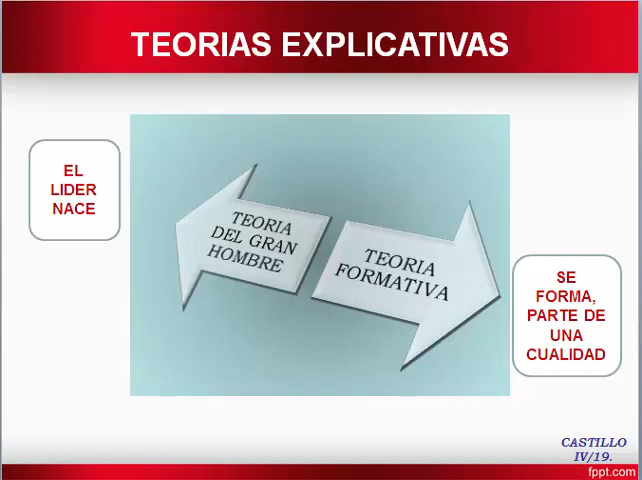 TEORIAS EXPLICATIVAS
EL
LIDER
NACE
TEORIA
DEL GRAN
HOMBRE
TEORIA
FORMATIVA
SE
FORMA,
PARTE DE
UNA
CUALIDAD
CASTILLO
IV/19.
fppt.com